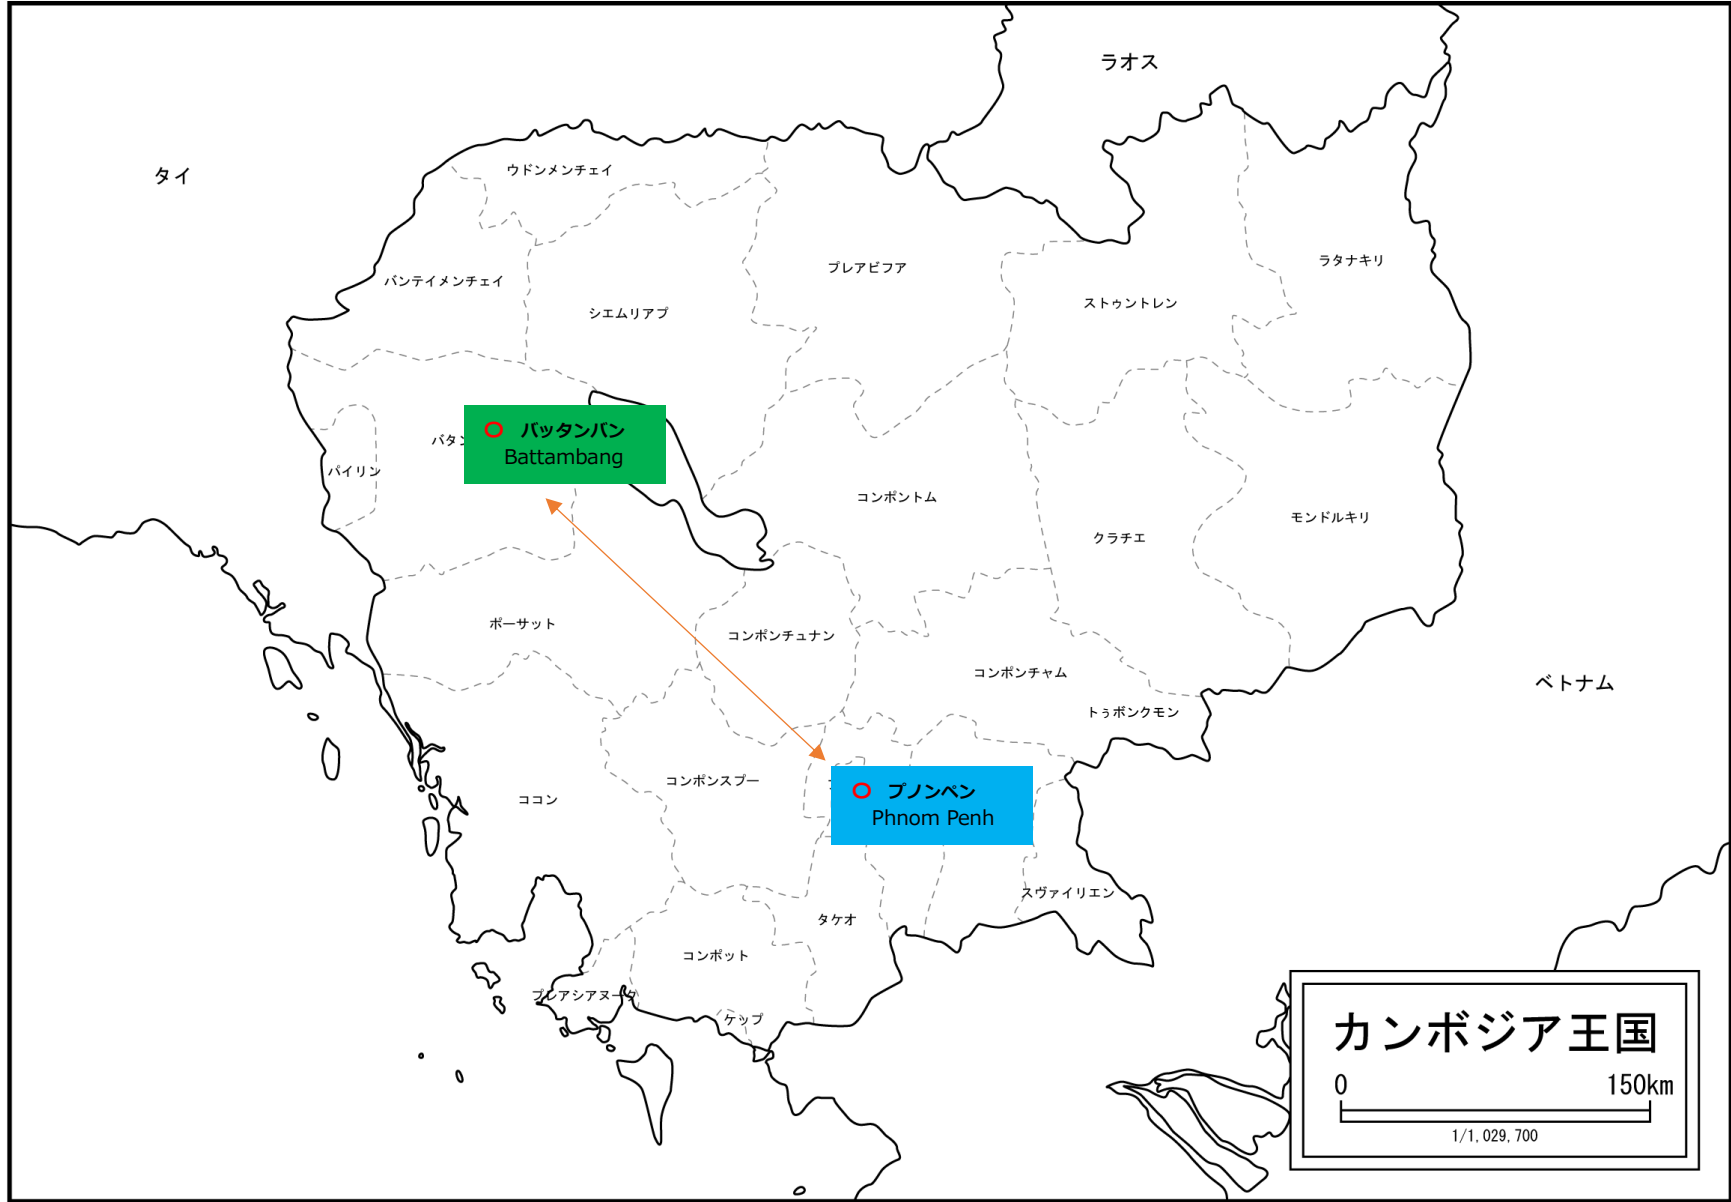 ラオス
タイ
ウドンメンチェイ
プレアビフア
ラタナキリ
バンテイメンチェイ
ストゥントレン
シエムリアプ
バッタンバン
Battambang
バタン
パイリン
コンポントム
モンドルキリ
クラチエ
ポーサット
コンポンチュナン
コンポンチャム
ベトナム
トゥボンクモン
コンポンスプー
ココン
プノンペン
Phnom Penh
スヴァイリエン
タケオ
コンポット
プレアシアヌーク
ケップ
カンボジア王国
0 150km
1/1,029,700